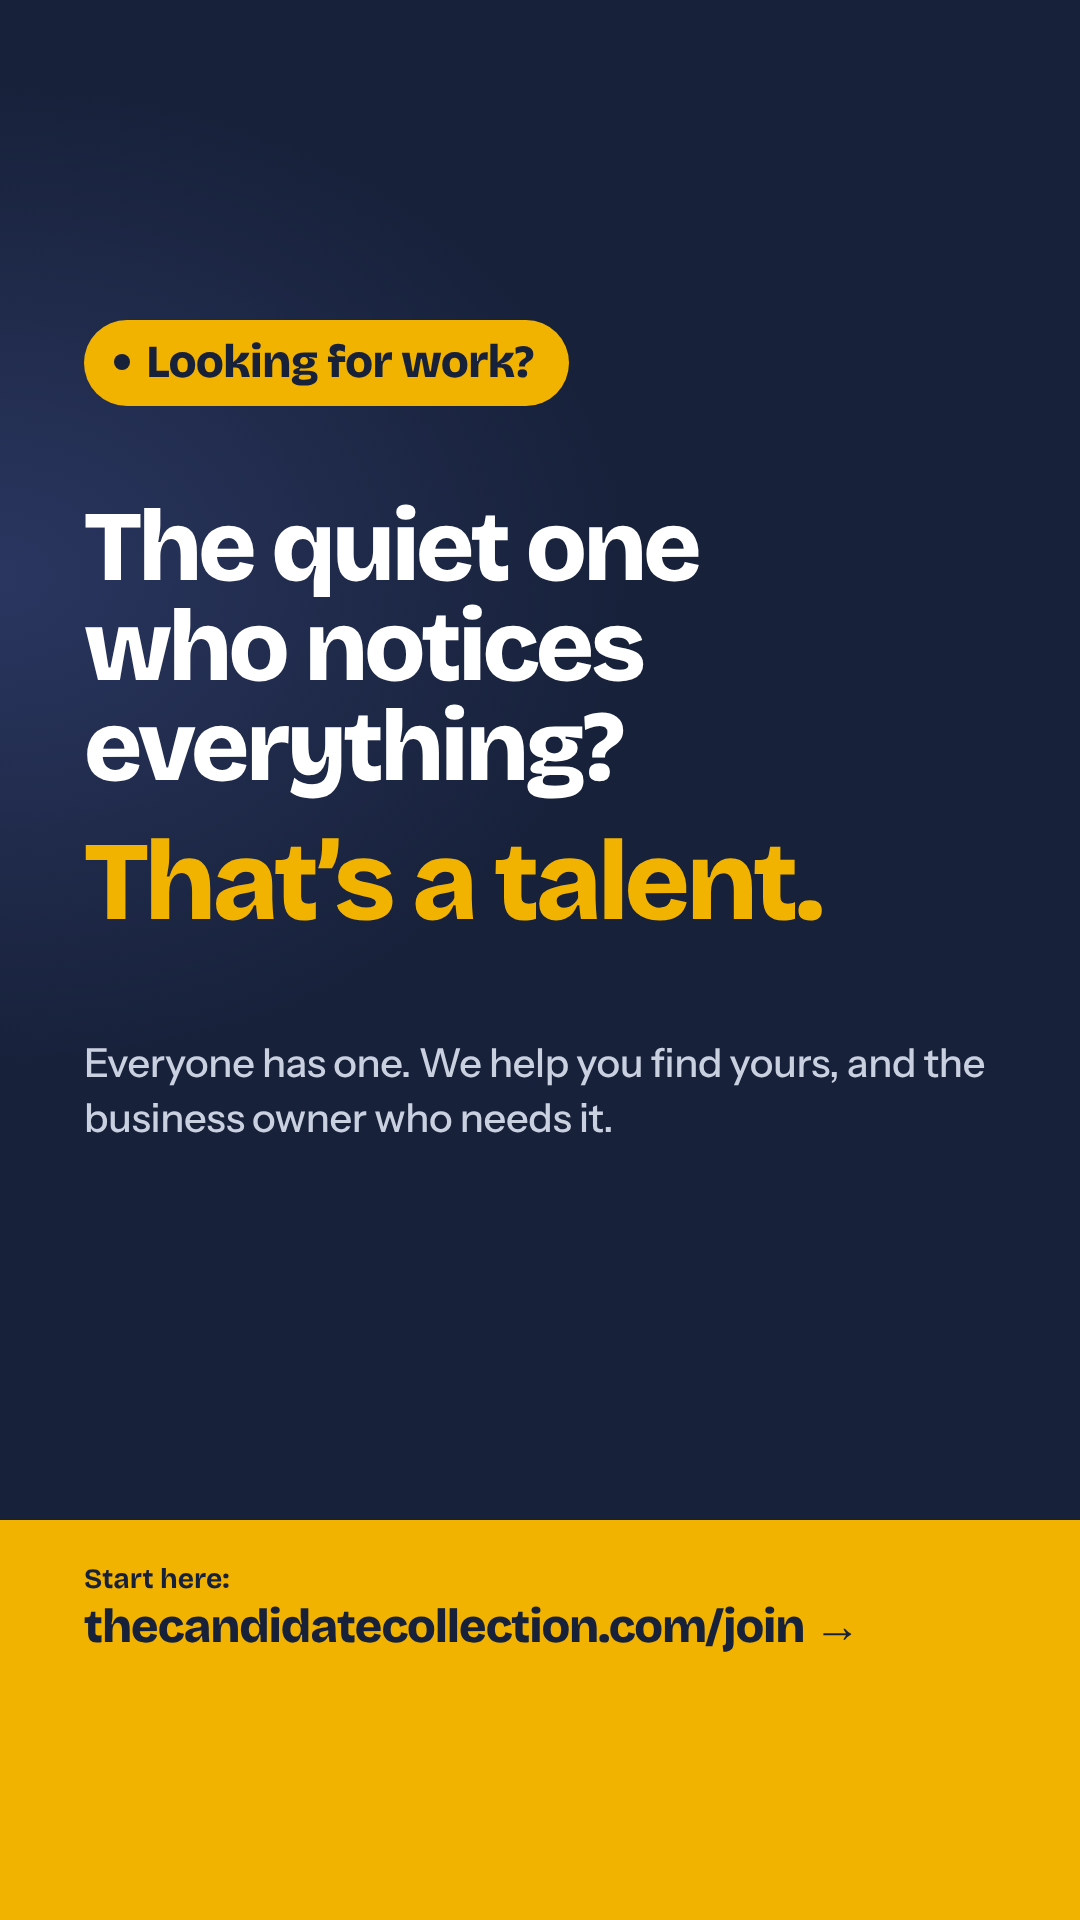 Looking for work?
The quiet one
who notices
everything?
That’s a talent.
Everyone has one. We help you find yours, and the
business owner who needs it.
Start here:
thecandidatecollection.com/join →